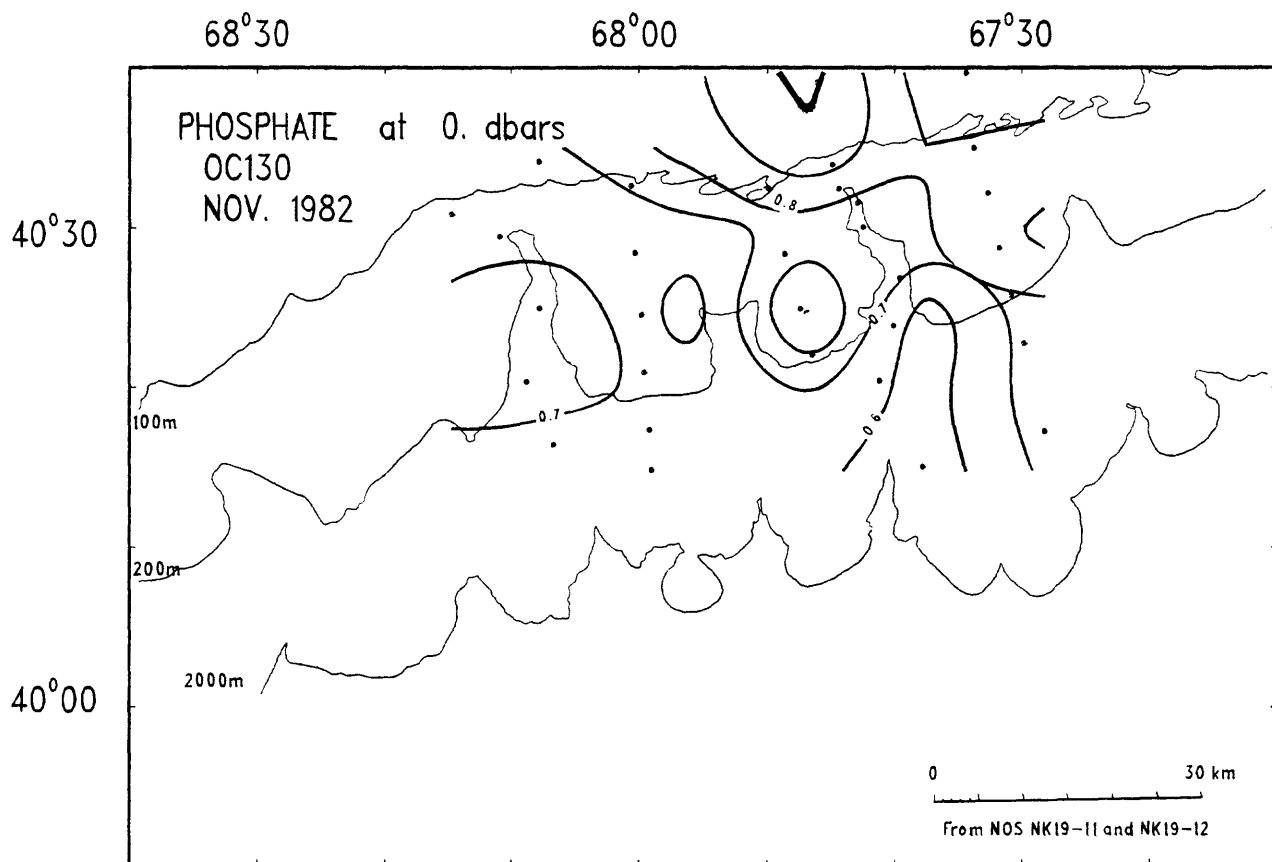 68°30 68°00 67°30
PHOSPHATE at 0. dbars
OC130
NOV. 1982
40°30
0.8
0.7
0.7
0.6
100m
200m
2000m
40°00
0 30 km
From NOS NK19-11 and NK19-12